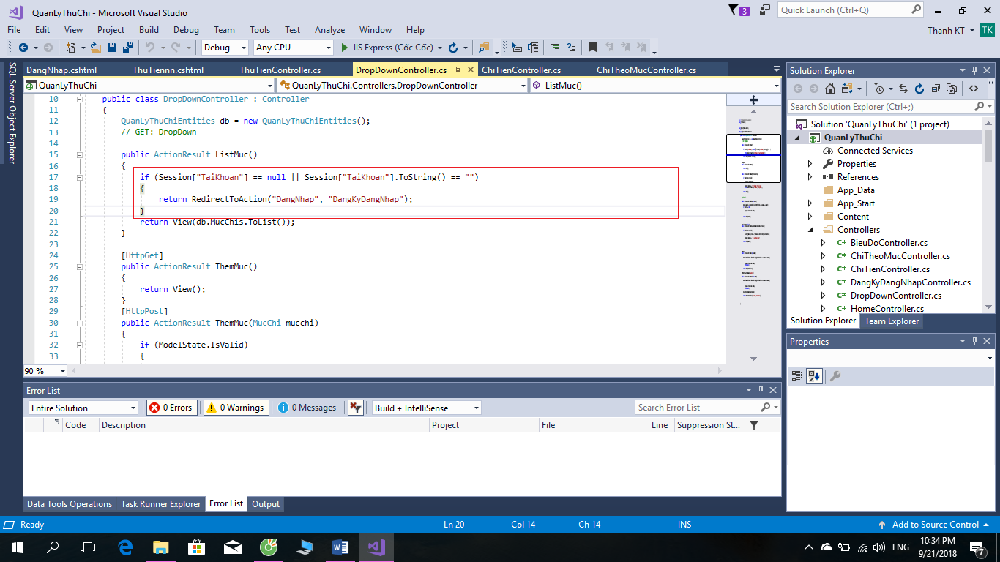 QuanLyThuChi - Microsoft Visual Studio
3
Quick Launch (Ctrl+Q)
File Edit View Project Build Debug Team Tools Test Analyze Window Help
Thanh KT
TK
Debug Any CPU IIS Express (Cốc Cốc)
SQL Server Object Explorer
DangNhap.cshtml ThuTiennn.cshtml ThuTienController.cs DropDownController.cs ChiTienController.cs ChiTheoMucController.cs
QuanLyThuChi QuanLyThuChi.Controllers.DropDownController ListMuc()
10 public class DropDownController : Controller
11 {
12 QuanLyThuChiEntities db = new QuanLyThuChiEntities();
13 // GET: DropDown
14
15 public ActionResult ListMuc()
16 {
17 if (Session["TaiKhoan"] == null || Session["TaiKhoan"].ToString() == "")
18 {
19 return RedirectToAction("DangNhap", "DangKyDangNhap");
20 }
21 return View(db.MucChis.ToList());
22 }
23
24 [HttpGet]
25 public ActionResult ThemMuc()
26 {
27 return View();
28 }
29 [HttpPost]
30 public ActionResult ThemMuc(MucChi mucchi)
31 {
32 if (ModelState.IsValid)
33 {
90 %
Solution Explorer
Search Solution Explorer (Ctrl+;)
Solution 'QuanLyThuChi' (1 project)
QuanLyThuChi
Connected Services
Properties
References
App_Data
App_Start
Content
Controllers
C# BieuDoController.cs
C# ChiTheoMucController.cs
C# ChiTienController.cs
C# DangKyDangNhapController.cs
C# DropDownController.cs
C# HomeController.cs
Solution Explorer Team Explorer
Properties
Error List
Entire Solution 0 Errors 0 Warnings 0 Messages Build + IntelliSense Search Error List
Code Description Project File Line Suppression St...
Data Tools Operations Task Runner Explorer Error List Output
Ready Ln 20 Col 14 Ch 14 INS Add to Source Control
ENG
10:34 PM
9/21/2018
7